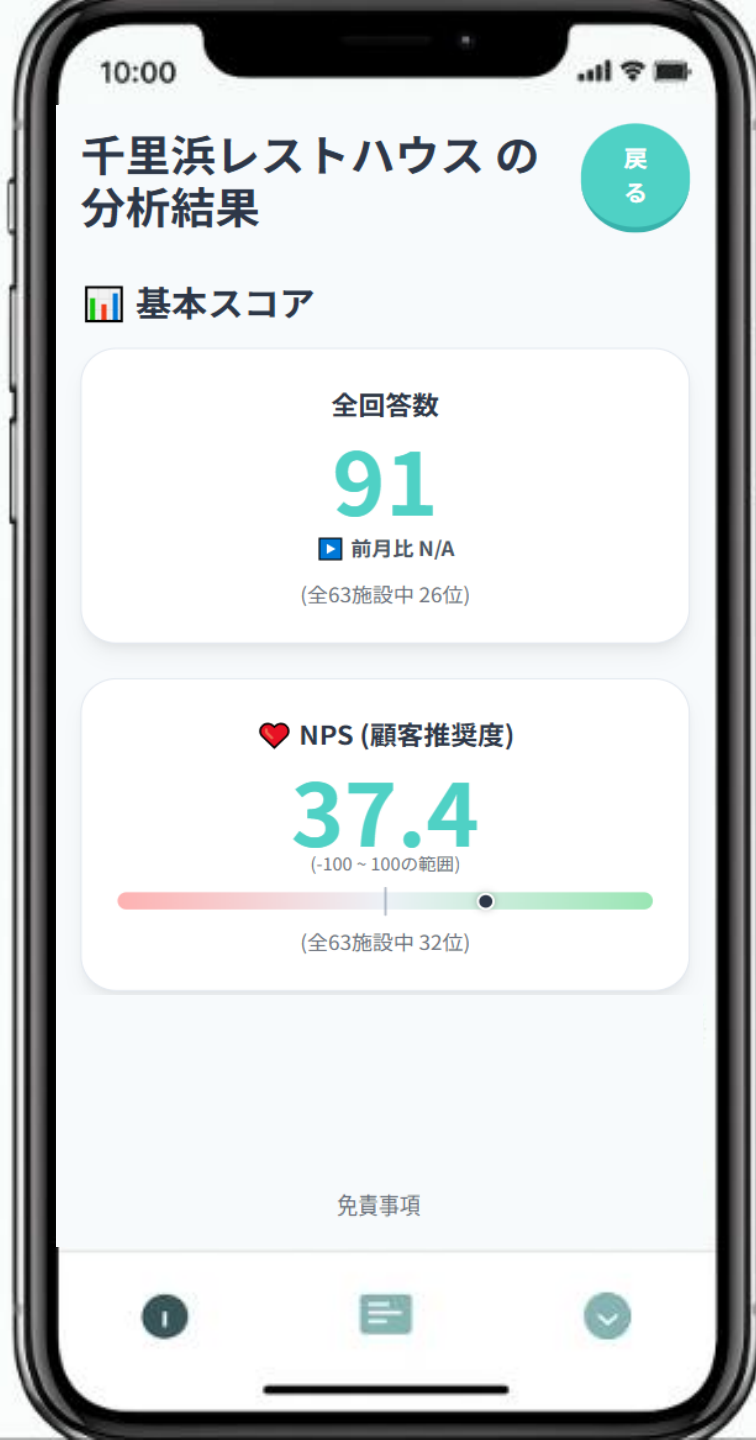 10:00
千里浜レストハウス の
分析結果
戻
る
基本スコア
全回答数
91
前月比 N/A
(全63施設中 26位)
NPS (顧客推奨度)
37.4
(-100 ~ 100の範囲)
(全63施設中 32位)
免責事項